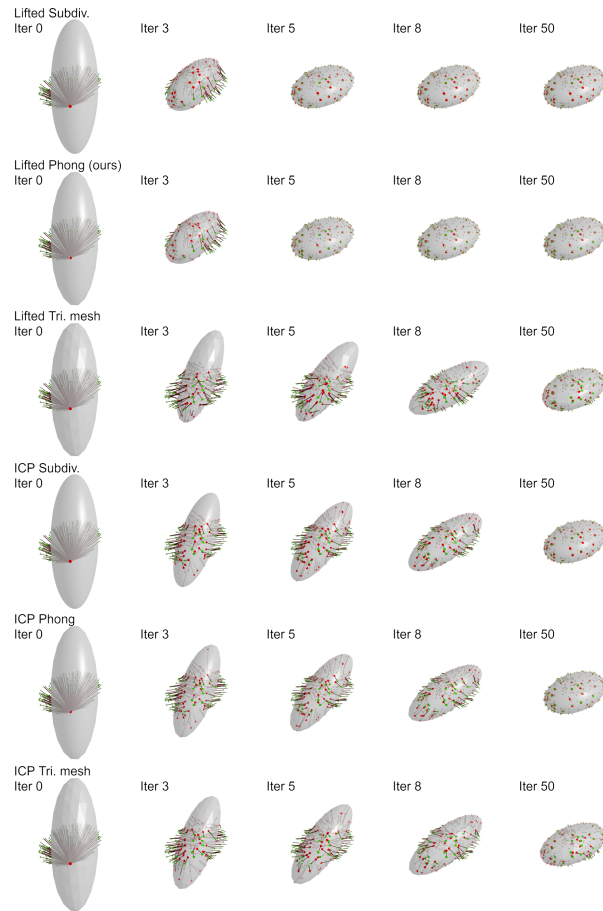 Lifted Subdiv.
Iter 0 Iter 3 Iter 5 Iter 8 Iter 50
Lifted Phong (ours)
Iter 0 Iter 3 Iter 5 Iter 8 Iter 50
Lifted Tri. mesh
Iter 0 Iter 3 Iter 5 Iter 8 Iter 50
ICP Subdiv.
Iter 0 Iter 3 Iter 5 Iter 8 Iter 50
ICP Phong
Iter 0 Iter 3 Iter 5 Iter 8 Iter 50
ICP Tri. mesh
Iter 0 Iter 3 Iter 5 Iter 8 Iter 50